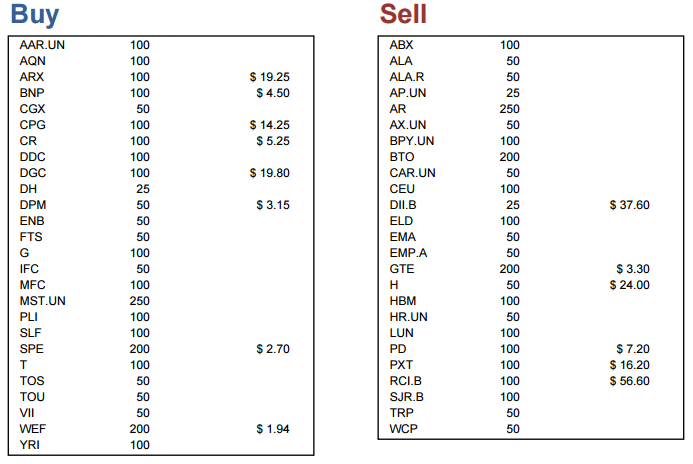 Buy
AAR.UN 100
AQN 100
ARX 100 $ 19.25
BNP 100 $ 4.50
CGX 50
CPG 100 $ 14.25
CR 100 $ 5.25
DDC 100
DGC 100 $ 19.80
DH 25
DPM 50 $ 3.15
ENB 50
FTS 50
G 100
IFC 50
MFC 100
MST.UN 250
PLI 100
SLF 100
SPE 200 $ 2.70
T 100
TOS 50
TOU 50
VII 50
WEF 200 $ 1.94
YRI 100
Sell
ABX 100
ALA 50
ALA.R 50
AP.UN 25
AR 250
AX.UN 50
BPY.UN 100
BTO 200
CAR.UN 50
CEU 100
DII.B 25 $ 37.60
ELD 100
EMA 50
EMP.A 50
GTE 200 $ 3.30
H 50 $ 24.00
HBM 100
HR.UN 50
LUN 100
PD 100 $ 7.20
PXT 100 $ 16.20
RCI.B 100 $ 56.60
SJR.B 100
TRP 50
WCP 50